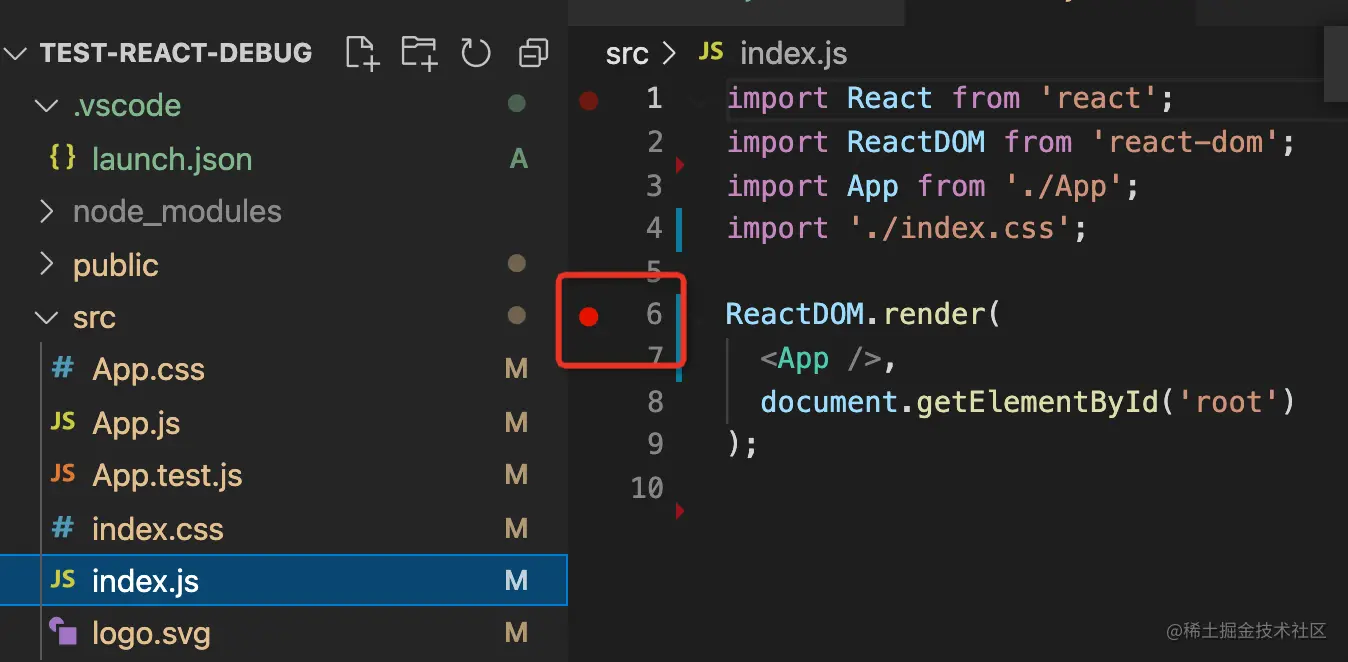 TEST-REACT-DEBUG
.vscode
{} launch.json A
node_modules
public
src
# App.css M
JS App.js M
JS App.test.js M
# index.css M
JS index.js M
logo.svg M
src > JS index.js
1 import React from 'react';
2 import ReactDOM from 'react-dom';
3 import App from './App';
4 import './index.css';
5
6 ReactDOM.render(
7 <App />,
8 document.getElementById('root')
9 );
10
@稀土掘金技术社区